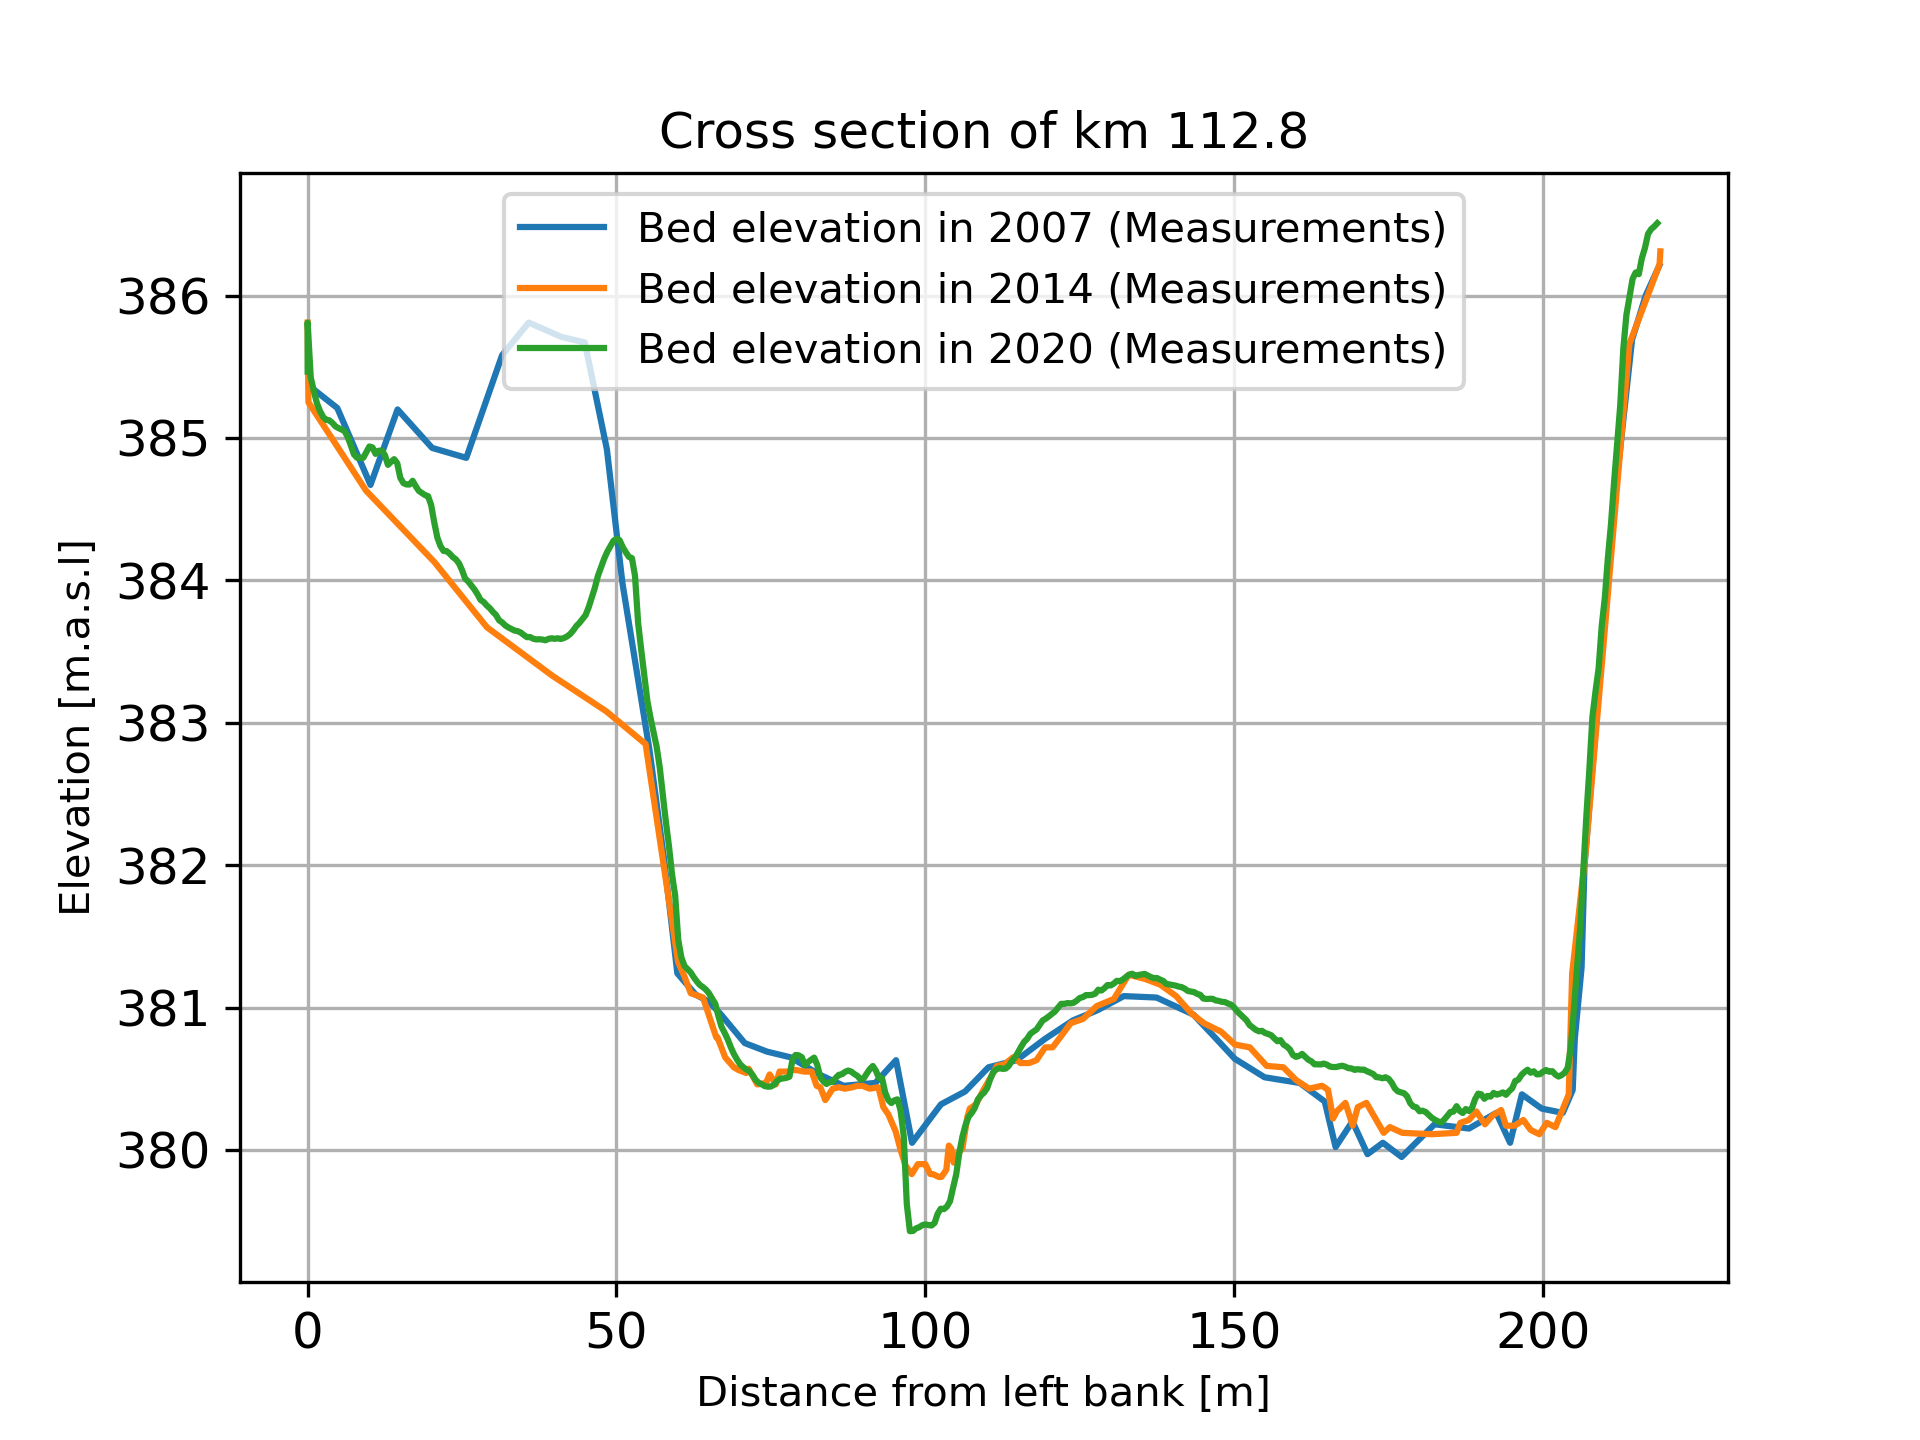 Cross section of km 112.8
Bed elevation in 2007 (Measurements)
Bed elevation in 2014 (Measurements)
Bed elevation in 2020 (Measurements)
Elevation [m.a.s.l]
386
385
384
383
382
381
380
0 50 100 150 200
Distance from left bank [m]